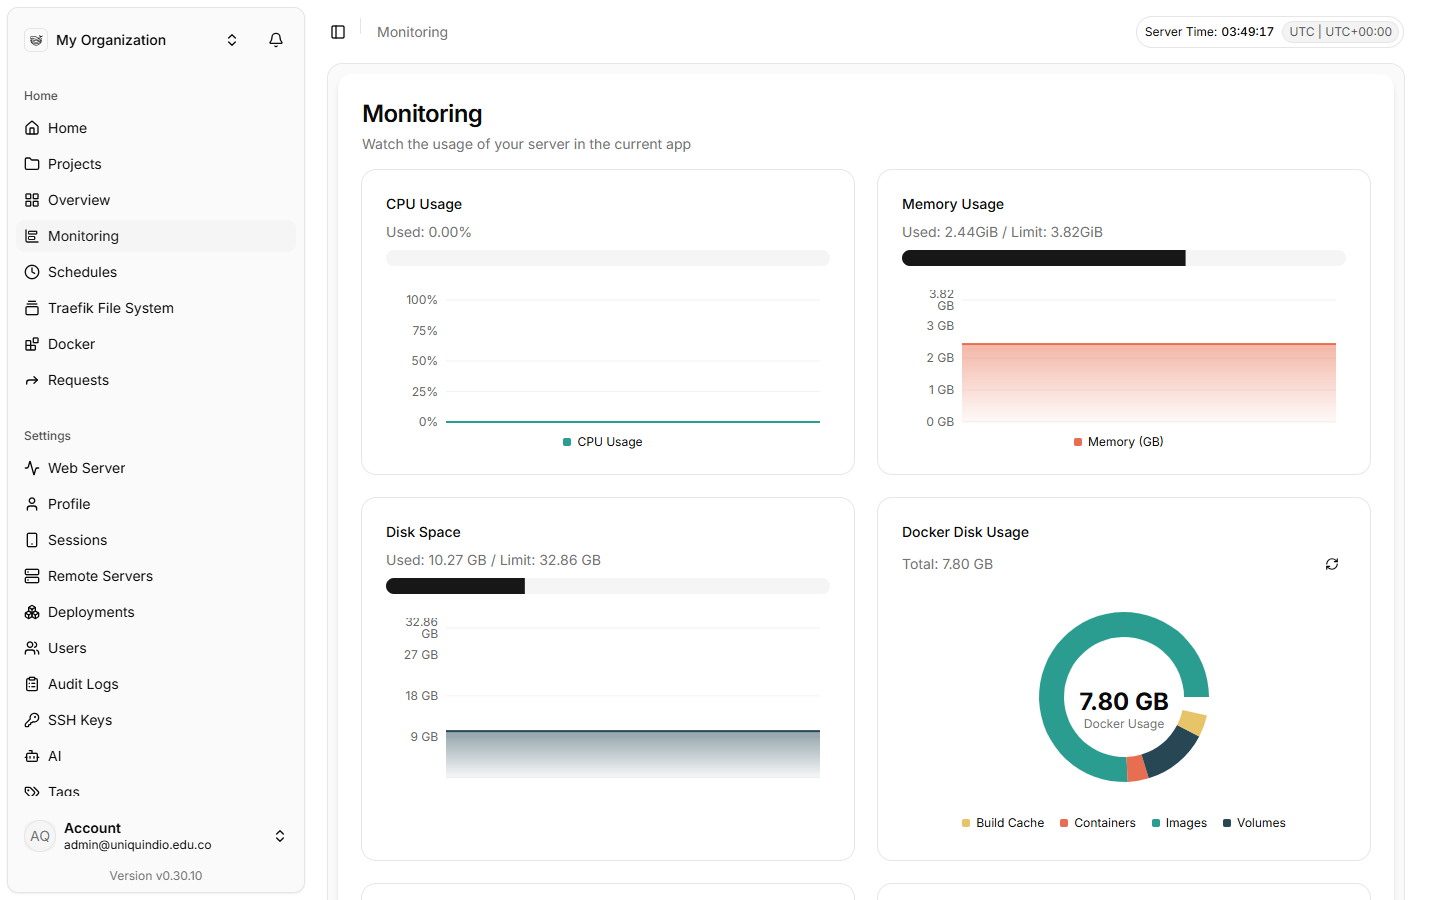 My Organization
Home
Home
Projects
Overview
Monitoring
Schedules
Traefik File System
Docker
Requests
Settings
Web Server
Profile
Sessions
Remote Servers
Deployments
Users
Audit Logs
SSH Keys
AI
Tags
AQ
Account
admin@uniquindio.edu.co
Version v0.30.10
Monitoring
Server Time: 03:49:17 UTC | UTC+00:00
Monitoring
Watch the usage of your server in the current app
CPU Usage
Used: 0.00%
100%
75%
50%
25%
0%
CPU Usage
Memory Usage
Used: 2.44GiB / Limit: 3.82GiB
3.82
GB
3 GB
2 GB
1 GB
0 GB
Memory (GB)
Disk Space
Used: 10.27 GB / Limit: 32.86 GB
32.86
GB
27 GB
18 GB
9 GB
Docker Disk Usage
Total: 7.80 GB
7.80 GB
Docker Usage
Build Cache
Containers
Images
Volumes